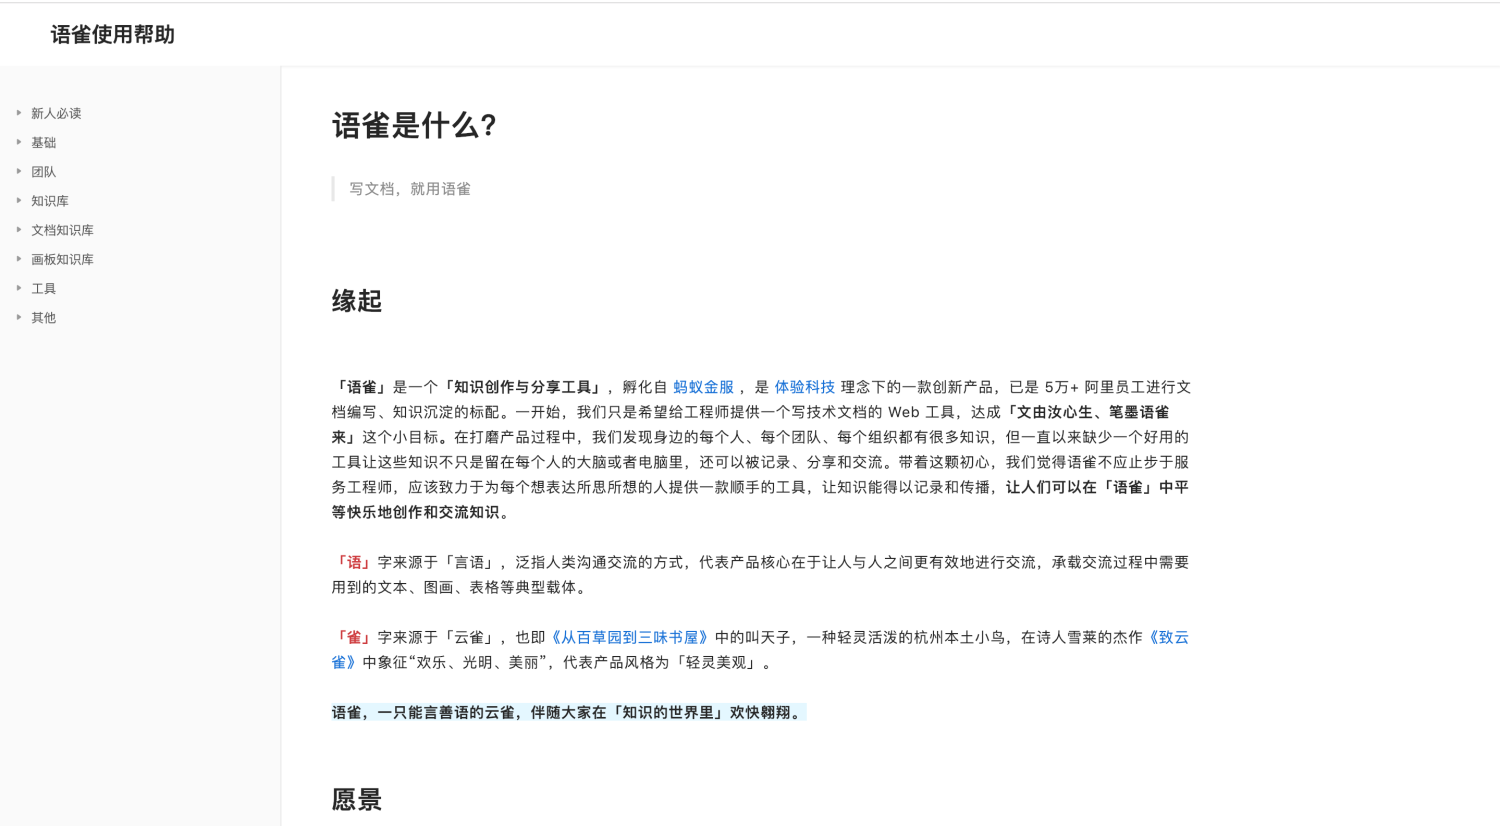 语雀使用帮助
新人必读
基础
团队
知识库
文档知识库
画板知识库
工具
其他
语雀是什么?
写文档，就用语雀
缘起
「语雀」是一个「知识创作与分享工具」，孵化自 蚂蚁金服 ，是 体验科技 理念下的一款创新产品，已是 5万+ 阿里员工进行文
档编写、知识沉淀的标配。一开始，我们只是希望给工程师提供一个写技术文档的 Web 工具，达成「文由汝心生、笔墨语雀
来」这个小目标。在打磨产品过程中，我们发现身边的每个人、每个团队、每个组织都有很多知识，但一直以来缺少一个好用的
工具让这些知识不只是留在每个人的大脑或者电脑里，还可以被记录、分享和交流。带着这颗初心，我们觉得语雀不应止步于服
务工程师，应该致力于为每个想表达所思所想的人提供一款顺手的工具，让知识能得以记录和传播，让人们可以在「语雀」中平
等快乐地创作和交流知识。
「语」字来源于「言语」，泛指人类沟通交流的方式，代表产品核心在于让人与人之间更有效地进行交流，承载交流过程中需要
用到的文本、图画、表格等典型载体。
「雀」字来源于「云雀」，也即《从百草园到三味书屋》中的叫天子，一种轻灵活泼的杭州本土小鸟，在诗人雪莱的杰作《致云
雀》中象征“欢乐、光明、美丽”，代表产品风格为「轻灵美观」。
语雀，一只能言善语的云雀，伴随大家在「知识的世界里」欢快翱翔。
愿景